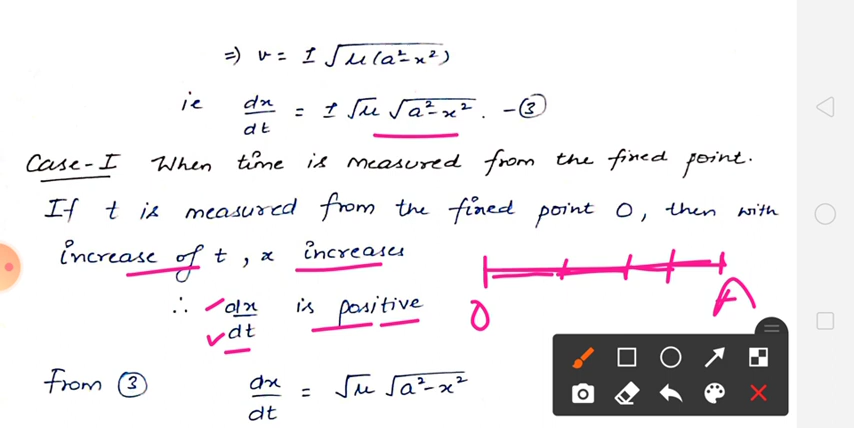 =) v = ± √μ(a²-x²)
ie dx/dt = ± √μ √a²-x². -③
Case-I When time is measured from the fixed point.
If t is measured from the fixed point O, then with
increase of t, x increases
O A
∴ dx/dt is positive
From ③ dx/dt = √μ √a²-x²